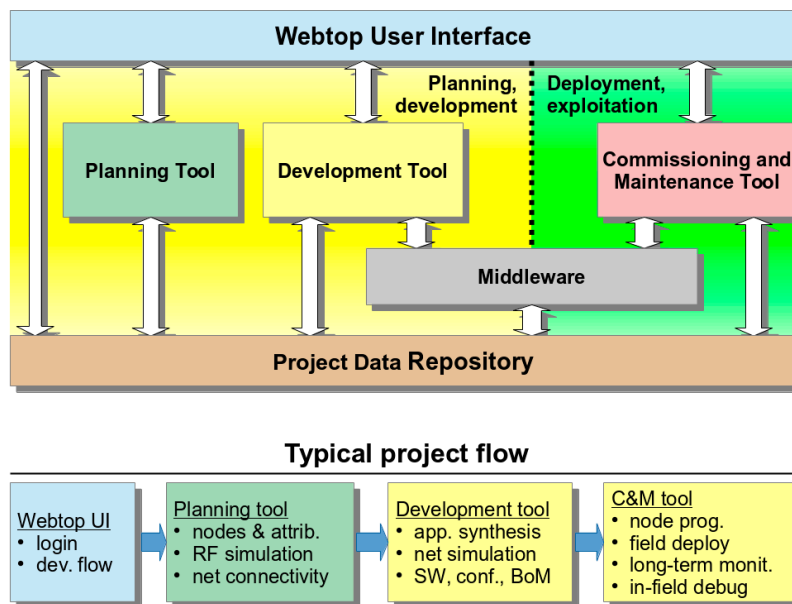 Webtop User Interface
Planning,
development
Deployment,
exploitation
Planning Tool
Development Tool
Commissioning and
Maintenance Tool
Middleware
Project Data Repository
Typical project flow
Webtop UI
• login
• dev. flow
Planning tool
• nodes & attrib.
• RF simulation
• net connectivity
Development tool
• app. synthesis
• net simulation
• SW, conf., BoM
C&M tool
• node prog.
• field deploy
• long-term monit.
• in-field debug